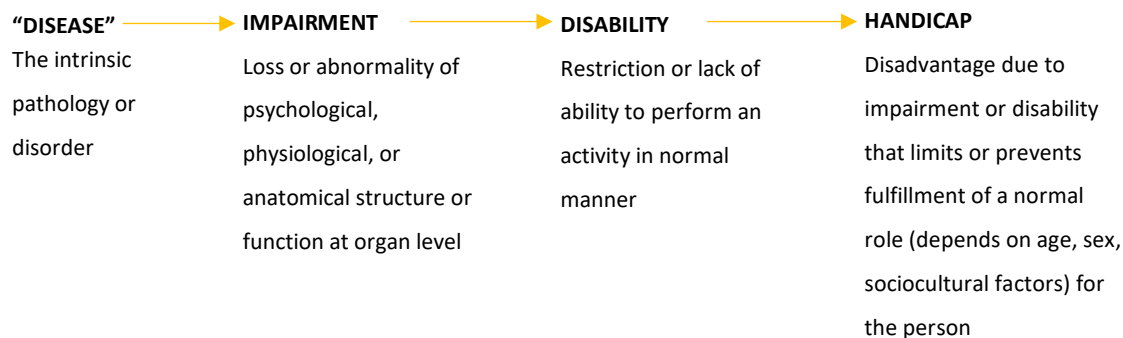 “DISEASE”
The intrinsic
pathology or
disorder
IMPAIRMENT
Loss or abnormality of
psychological,
physiological, or
anatomical structure or
function at organ level
DISABILITY
Restriction or lack of
ability to perform an
activity in normal
manner
HANDICAP
Disadvantage due to
impairment or disability
that limits or prevents
fulfillment of a normal
role (depends on age, sex,
sociocultural factors) for
the person